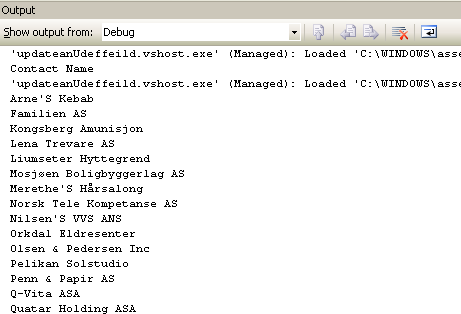 Output
Show output from: Debug
'updateanUdeffeild.vshost.exe' (Managed): Loaded 'C:\WINDOWS\asse
Contact Name
'updateanUdeffeild.vshost.exe' (Managed): Loaded 'C:\WINDOWS\asse
Arne'S Kebab
Familien AS
Kongsberg Amunisjon
Lena Trevare AS
Liumseter Hyttegrend
Mosjøen Boligbyggerlag AS
Merethe'S Hårsalong
Norsk Tele Kompetanse AS
Nilsen'S VVS ANS
Orkdal Eldresenter
Olsen & Pedersen Inc
Pelikan Solstudio
Penn & Papir AS
Q-Vita ASA
Quatar Holding ASA